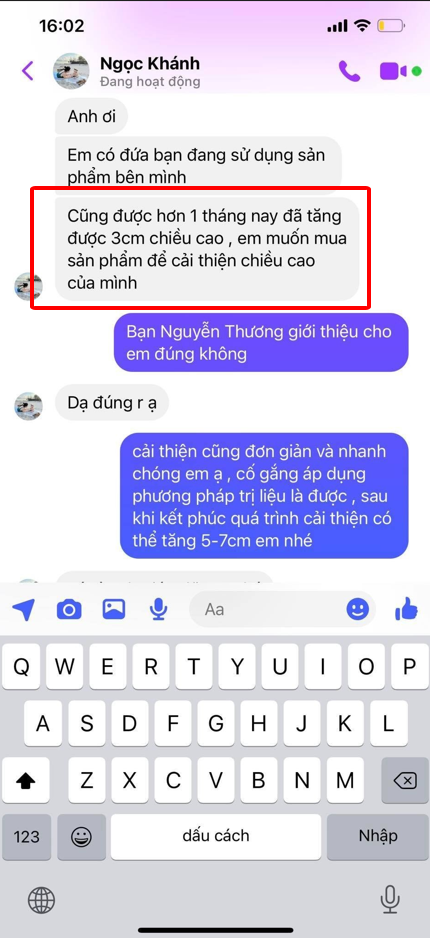 16:02
Ngọc Khánh
Đang hoạt động
Anh ơi
Em có đứa bạn đang sử dụng sản
phẩm bên mình
Cũng được hơn 1 tháng nay đã tăng
được 3cm chiều cao , em muốn mua
sản phẩm để cải thiện chiều cao
của mình
Bạn Nguyễn Thương giới thiệu cho
em đúng không
Dạ đúng r ạ
cải thiện cũng đơn giản và nhanh
chóng em ạ , cố gắng áp dụng
phương pháp trị liệu là được , sau
khi kết phúc quá trình cải thiện có
thể tăng 5-7cm em nhé
Aa
Q W E R T Y U I O P
A S D F G H J K L
Z X C V B N M
123 dấu cách Nhập